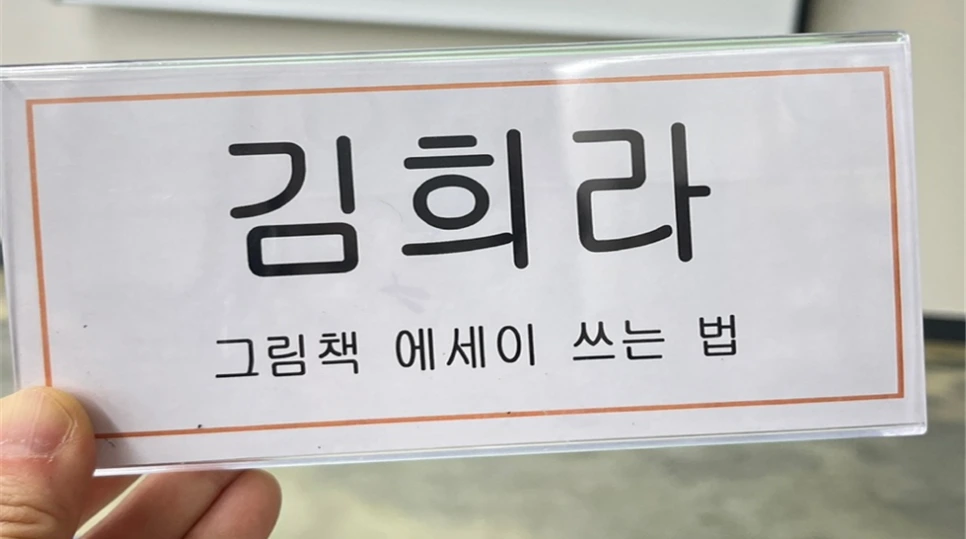 김희라
그림책 에세이 쓰는 법